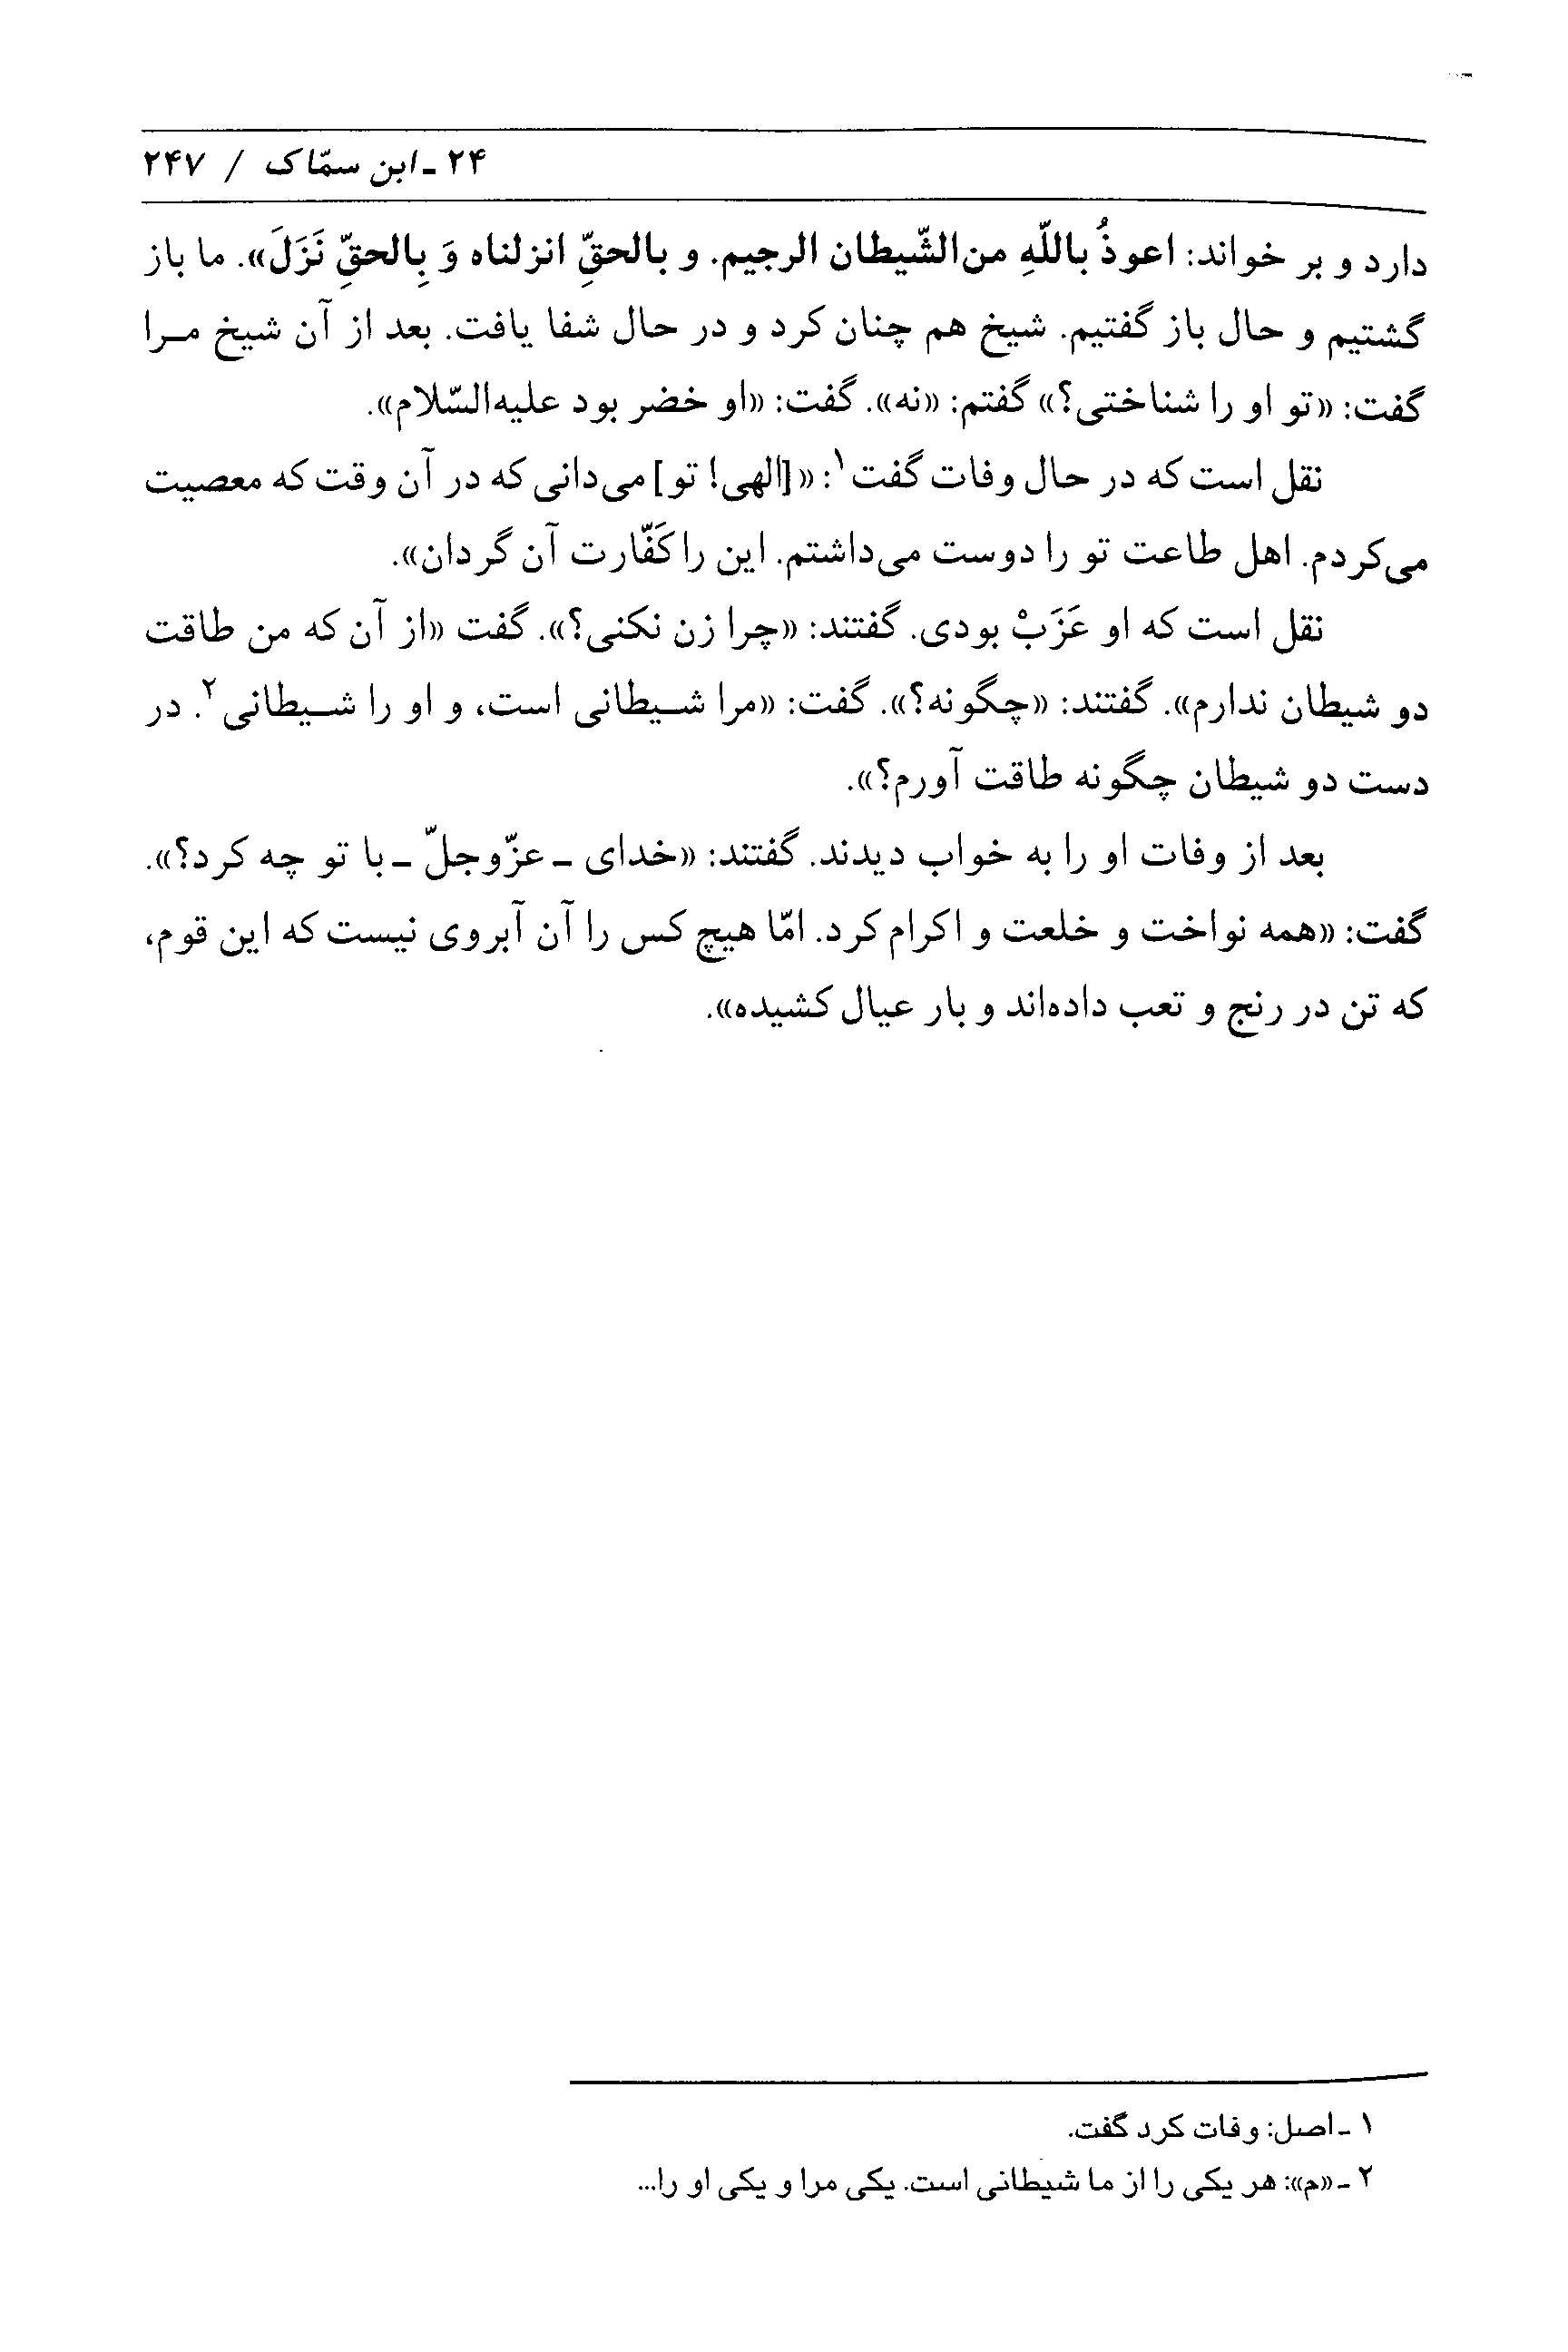 ۲۴ ـ ابن سمّاک / ۲۴۷
دارد و بر خواند: اعوذُ باللّهِ من‌الشّیطان الرجیم. و بالحقِّ انزلناه وَ بِالحقِّ نَزَلَ». ما باز
گشتیم و حال باز گفتیم. شیخ هم چنان کرد و در حال شفا یافت. بعد از آن شیخ مـرا
گفت: «تو او را شناختی؟» گفتم: «نه». گفت: «او خضر بود علیه‌السّلام».
نقل است که در حال وفات گفت۱: «[الهی! تو] می‌دانی که در آن وقت که معصیت
می‌کردم. اهل طاعت تو را دوست می‌داشتم. این را کَفّارت آن گردان».
نقل است که او عَزَبْ بودی. گفتند: «چرا زن نکنی؟». گفت «از آن که من طاقت
دو شیطان ندارم». گفتند: «چگونه؟». گفت: «مرا شـیطانی است، و او را شـیطانی۲. در
دست دو شیطان چگونه طاقت آورم؟».
بعد از وفات او را به خواب دیدند. گفتند: «خدای ـ عزّوجلّ ـ با تو چه کرد؟».
گفت: «همه نواخت و خلعت و اکرام کرد. امّا هیچ کس را آن آبروی نیست که این قوم،
که تن در رنج و تعب داده‌اند و بار عیال کشیده».
۱ ـ اصل: وفات کرد گفت.
۲ ـ «م»: هر یکی را از ما شیطانی است. یکی مرا و یکی او را...